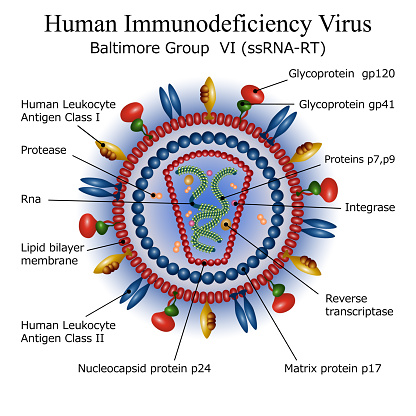 Human Immunodeficiency Virus
Baltimore Group VI (ssRNA-RT)
Glycoprotein gp120
Human Leukocyte
Antigen Class I
Glycoprotein gp41
Protease
Proteins p7,p9
Rna
Integrase
Lipid bilayer
membrane
Reverse
transcriptase
Human Leukocyte
Antigen Class II
Nucleocapsid protein p24
Matrix protein p17